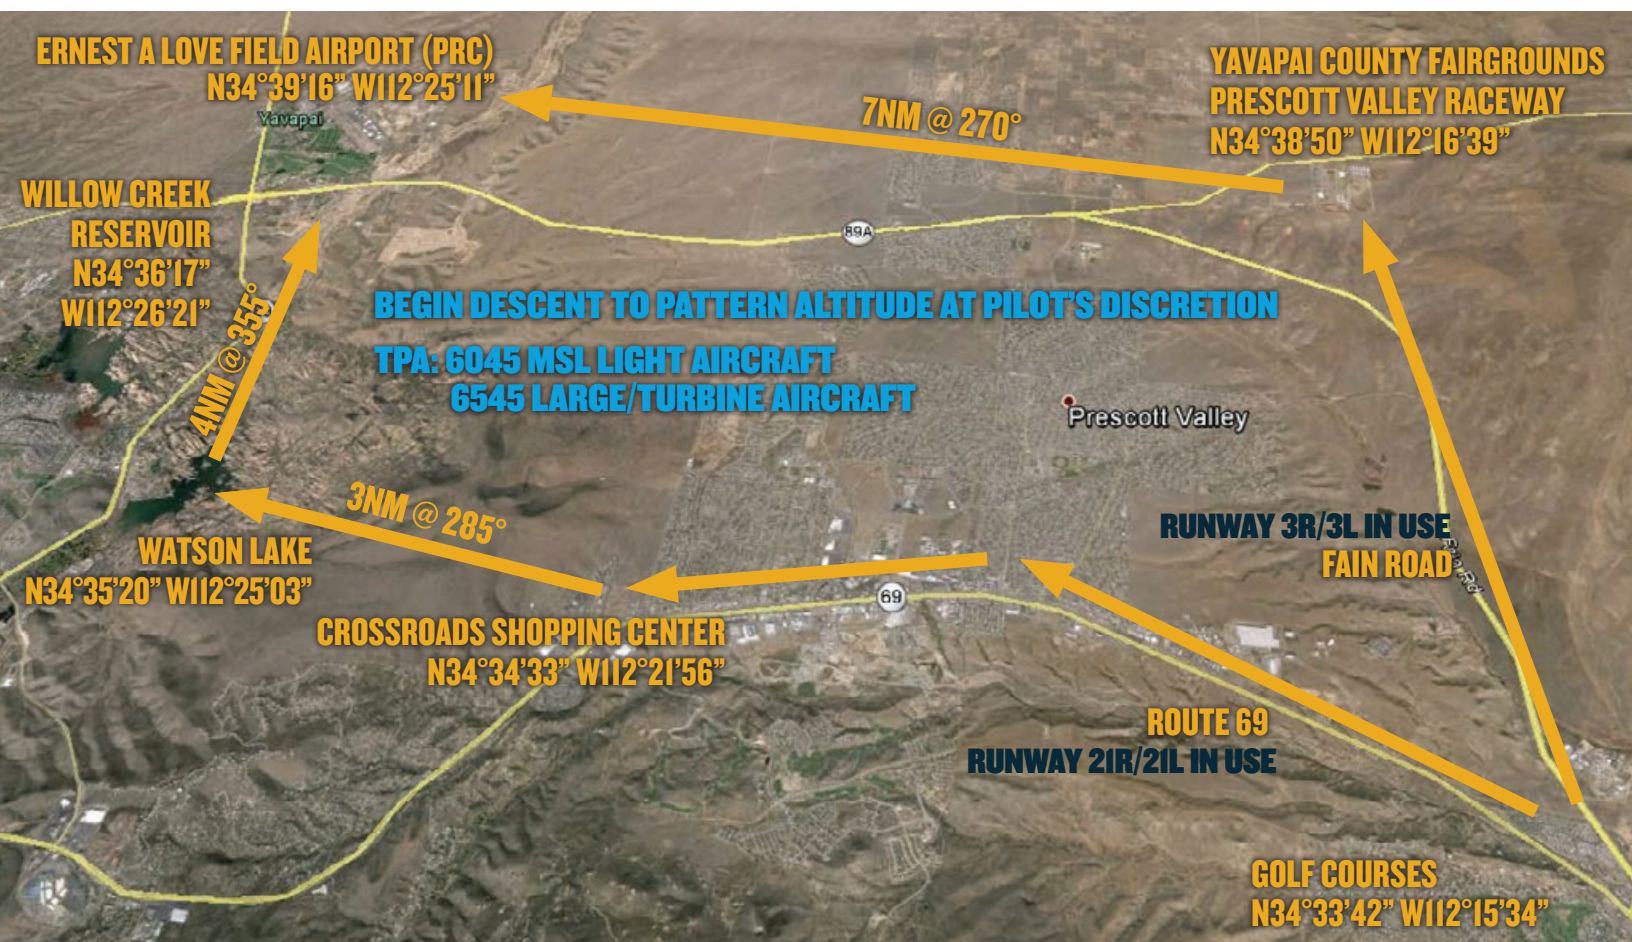 ERNEST A LOVE FIELD AIRPORT (PRC)
N34°39'16” W112°25'11”
Yavapai
7NM @ 270°
YAVAPAI COUNTY FAIRGROUNDS
PRESCOTT VALLEY RACEWAY
N34°38'50” W112°16'39”
WILLOW CREEK
RESERVOIR
N34°36'17”
W112°26'21”
89A
4NM @ 355°
BEGIN DESCENT TO PATTERN ALTITUDE AT PILOT'S DISCRETION
TPA: 6045 MSL LIGHT AIRCRAFT
6545 LARGE/TURBINE AIRCRAFT
Prescott Valley
3NM @ 285°
WATSON LAKE
N34°35'20” W112°25'03”
RUNWAY 3R/3L IN USE
FAIN ROAD
Fain Rd
69
CROSSROADS SHOPPING CENTER
N34°34'33” W112°21'56”
ROUTE 69
RUNWAY 21R/21L IN USE
GOLF COURSES
N34°33'42” W112°15'34”